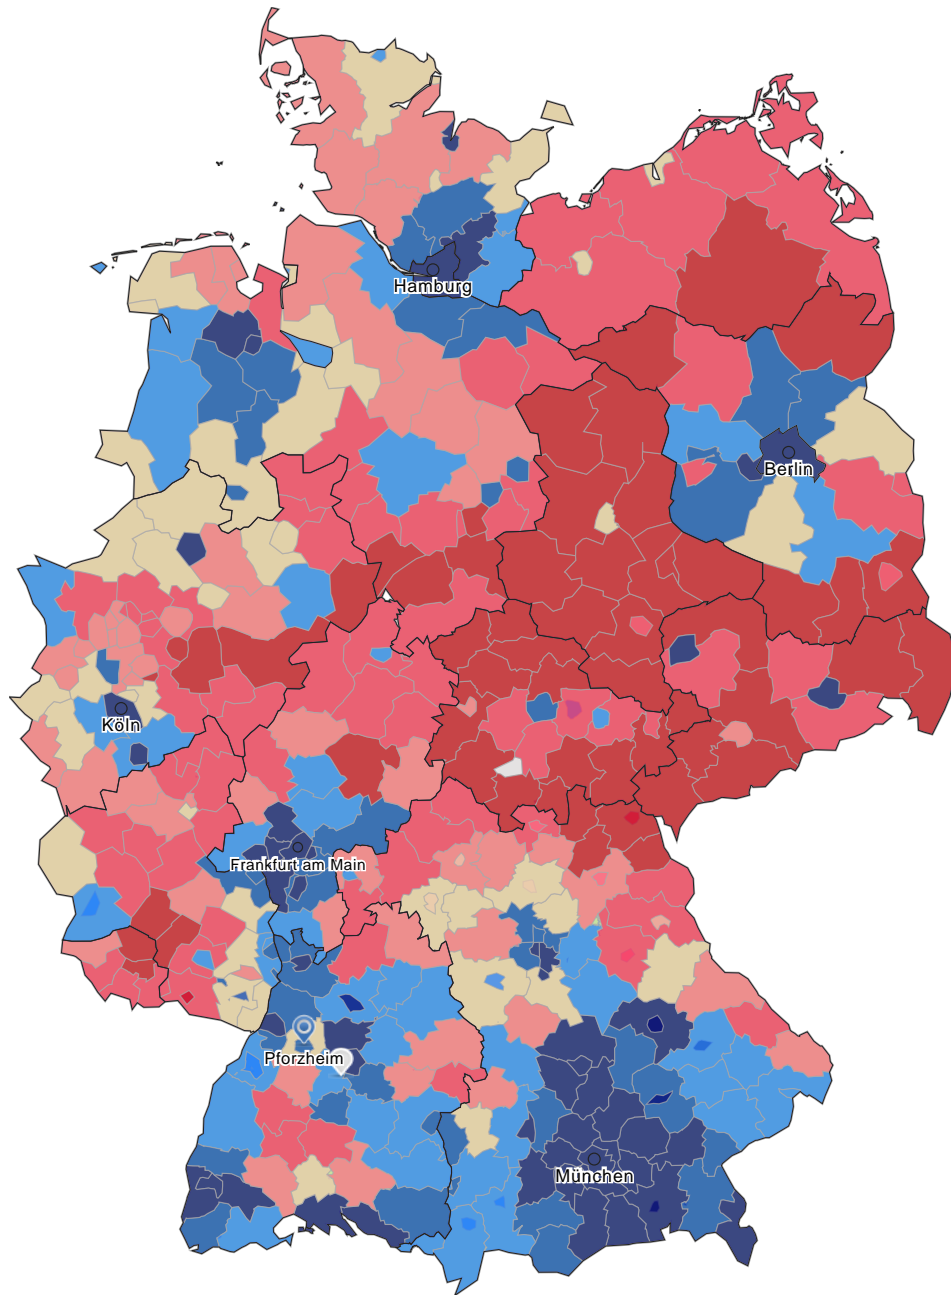 Hamburg
Berlin
Köln
Frankfurt am Main
Pforzheim
München